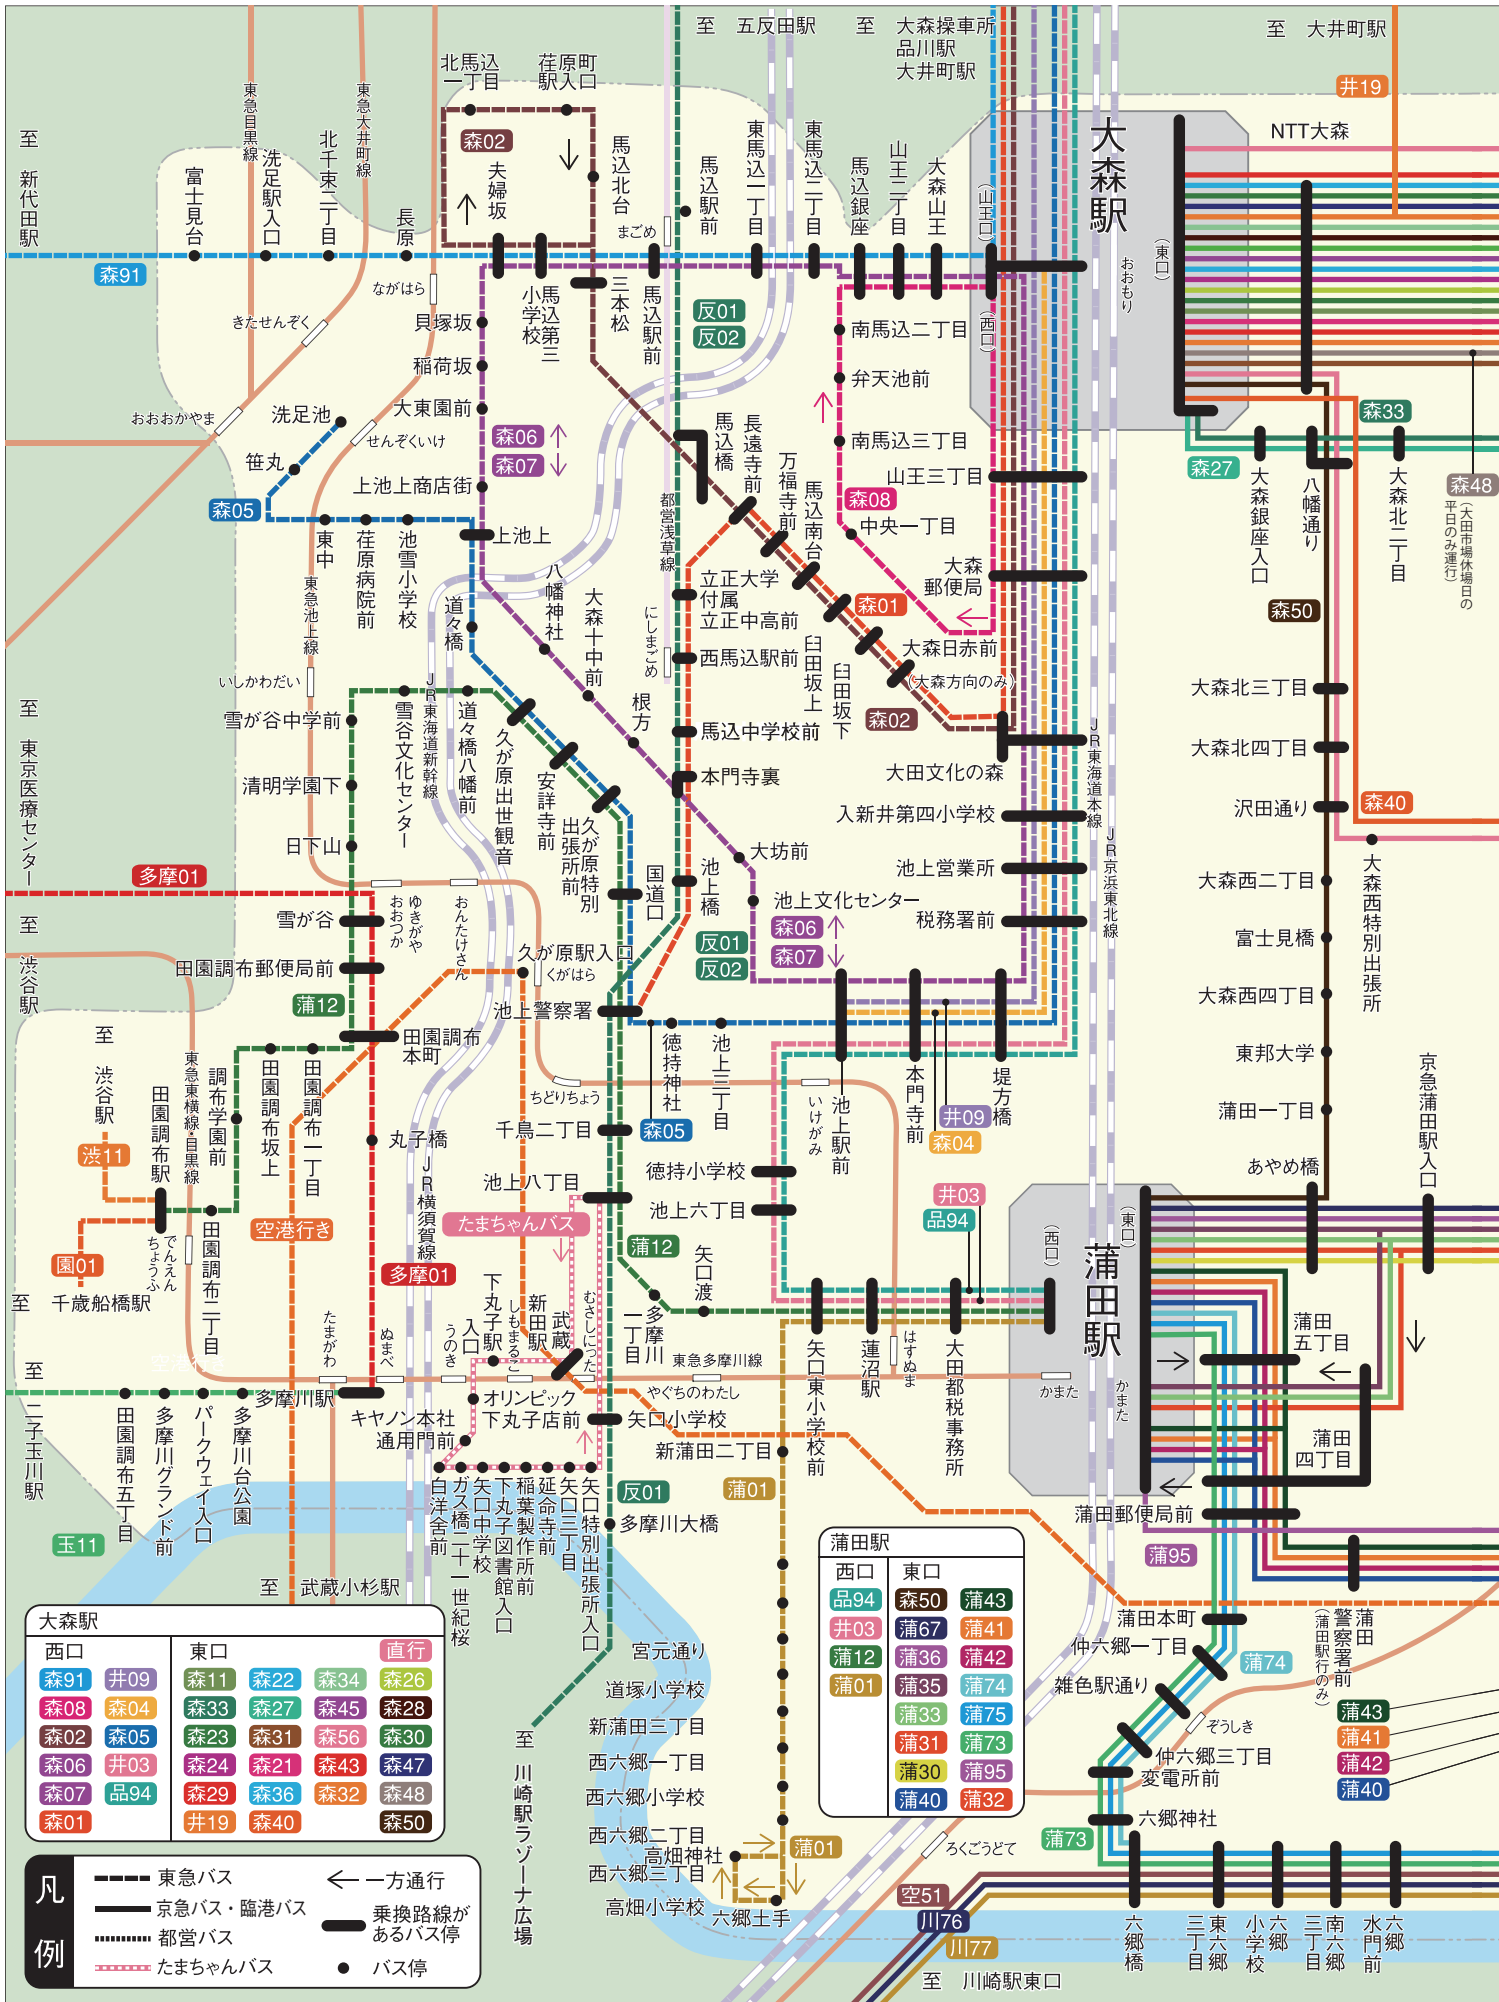 至 五反田駅
至 大森操車所
品川駅
大井町駅
至 大井町駅
井19
北馬込
一丁目
荏原町
駅入口
森02
夫婦坂
馬込北台
東急目黒線
東急大井町線
至 新代田駅
富士見台
洗足駅入口
北千束二丁目
長原
森91
ながはら
きたせんぞく
おおおかやま
洗足池
せんぞくいけ
笹丸
森05
まごめ
馬込駅前
東馬込一丁目
東馬込二丁目
馬込銀座
山王二丁目
大森山王
(山王口)
大森駅
(東口)
(西口)
おおもり
NTT大森
小学校
馬込第三
三本松
馬込駅前
反01
反02
貝塚坂
稲荷坂
大東園前
森06
森07
上池上商店街
上池上
南馬込二丁目
弁天池前
南馬込三丁目
山王三丁目
森08
中央一丁目
大森
郵便局
大森日赤前
(大森方向のみ)
馬込橋
長遠寺前
万福寺前
馬込南台
森01
臼田坂上
臼田坂下
森02
都営浅草線
にしまごめ
立正大学
付属
立正中高前
西馬込駅前
馬込中学校前
本門寺裏
大田文化の森
入新井第四小学校
池上営業所
税務署前
JR東海道本線
JR京浜東北線
森33
森27
大森銀座入口
八幡通り
大森北二丁目
森48
(大田市場休場日の
平日のみ運行)
森50
大森北三丁目
大森北四丁目
沢田通り
森40
大森西特別出張所
大森西二丁目
富士見橋
大森西四丁目
東邦大学
蒲田一丁目
あやめ橋
京急蒲田駅入口
東中
荏原病院前
池雪小学校
東急池上線
いしかわだい
道々橋
八幡神社
大森十中前
根方
雪が谷中学前
清明学園下
日下山
雪谷文化センター
JR東海道新幹線
道々橋八幡前
久が原出世観音
安詳寺前
久が原特別
出張所前
国道口
池上橋
大坊前
池上文化センター
森06
森07
反01
反02
至 東京医療センター
多摩01
至 渋谷駅
雪が谷
ゆきがや
おおつか
おんたけさん
田園調布郵便局前
蒲12
久が原駅入口
くがはら
池上警察署
田園調布
本町
徳持神社
池上三丁目
森05
いけがみ
池上駅前
本門寺前
堤方橋
井09
森04
至 渋谷駅
渋11
田園調布駅
東急東横線・目黒線
調布学園前
田園調布坂上
田園調布一丁目
丸子橋
ちどりちょう
千鳥二丁目
徳持小学校
池上六丁目
池上八丁目
たまちゃんバス
井03
品94
(西口)
(東口)
蒲田駅
園01
千歳船橋駅
でんえん
ちょうふ
田園調布二丁目
空港行き
JR横須賀線
多摩01
蒲12
矢口渡
多摩川
一丁目
下丸子駅
入口
しもまるこ
新田駅
武蔵
むさしにった
たまがわ
ぬまべ
うのき
東急多摩川線
やぐちのわたし
はすぬま
かまた
かまた
至 二子玉川駅
田園調布五丁目
多摩川グランド前
パークウェイ入口
多摩川台公園
多摩川駅
玉11
キヤノン本社
通用門前
オリンピック
下丸子店前
矢口小学校
新蒲田二丁目
矢口東小学校前
蓮沼駅
大田都税事務所
蒲田
五丁目
蒲田
四丁目
蒲田郵便局前
蒲95
白洋舍前
ガス橋二十一世紀桜
矢口中学校
下丸子図書館入口
稲葉製作所前
延命寺前
矢口三丁目
矢口特別出張所入口
反01
多摩川大橋
蒲01
至 武蔵小杉駅
宮元通り
道塚小学校
新蒲田三丁目
西六郷一丁目
西六郷小学校
西六郷二丁目
高畑神社
西六郷三丁目
高畑小学校
六郷土手
蒲01
至 川崎駅ラゾーナ広場
大森駅
西口
東口
直行
森91 井09 森11 森22 森34 森26
森08 森04 森33 森27 森45 森28
森02 森05 森23 森31 森56 森30
森06 井03 森24 森21 森43 森47
森07 品94 森29 森36 森32 森48
森01 井19 森40 森50
蒲田駅
西口
東口
品94 森50 蒲43
井03 蒲67 蒲41
蒲12 蒲36 蒲42
蒲01 蒲35 蒲74
蒲33 蒲75
蒲31 蒲73
蒲30 蒲95
蒲40 蒲32
凡例
東急バス
京急バス・臨港バス
都営バス
たまちゃんバス
一方通行
乗換路線が
あるバス停
バス停
蒲田本町
仲六郷一丁目
雑色駅通り
蒲74
蒲田
警察署前
(蒲田駅行のみ)
ぞうしき
仲六郷三丁目
変電所前
六郷神社
蒲73
ろくごうどて
蒲43
蒲41
蒲42
蒲40
空51
川76
川77
至 川崎駅東口
六郷橋
東六郷
三丁目
六郷
小学校
南六郷
三丁目
六郷
水門前